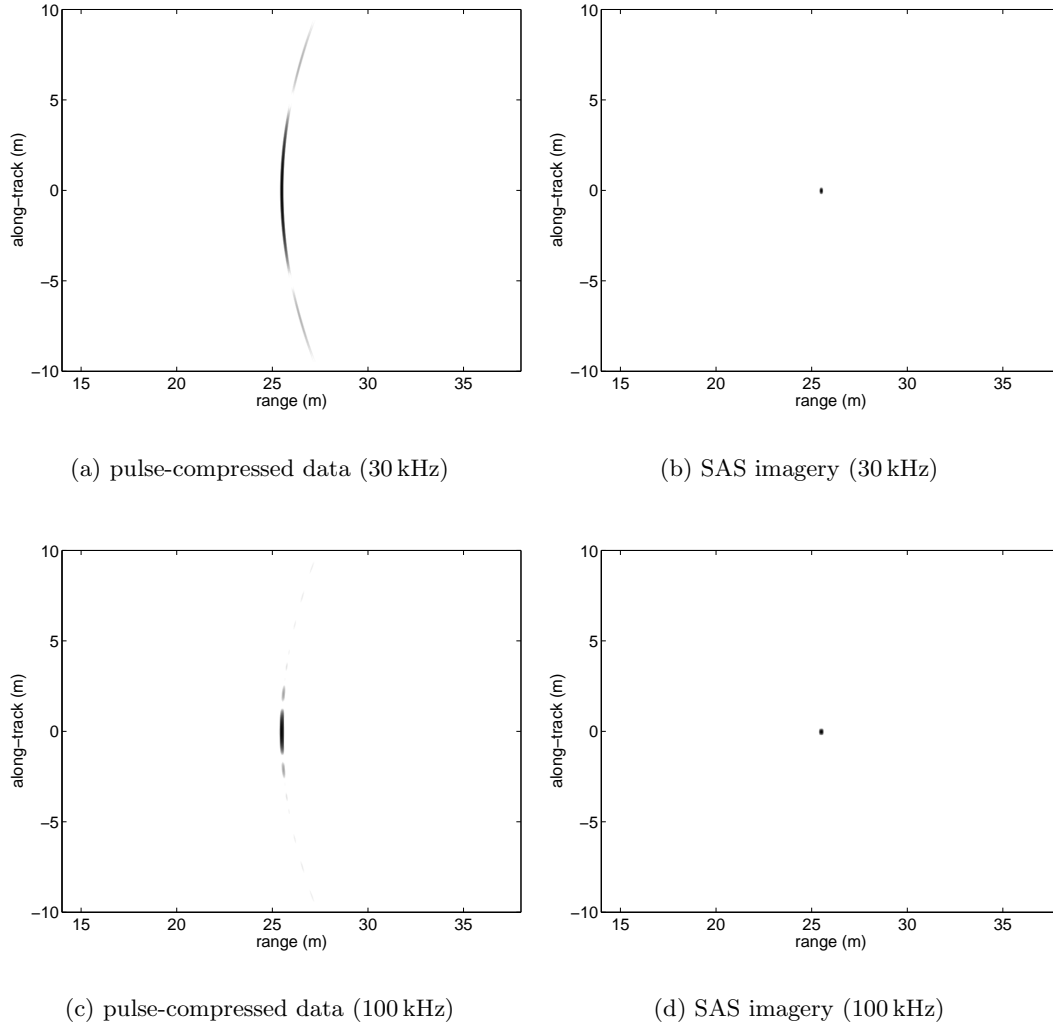 10
5
0
−5
−10
along−track (m)
15 20 25 30 35
range (m)
(a) pulse-compressed data (30 kHz)
10
5
0
−5
−10
along−track (m)
15 20 25 30 35
range (m)
(b) SAS imagery (30 kHz)
10
5
0
−5
−10
along−track (m)
15 20 25 30 35
range (m)
(c) pulse-compressed data (100 kHz)
10
5
0
−5
−10
along−track (m)
15 20 25 30 35
range (m)
(d) SAS imagery (100 kHz)